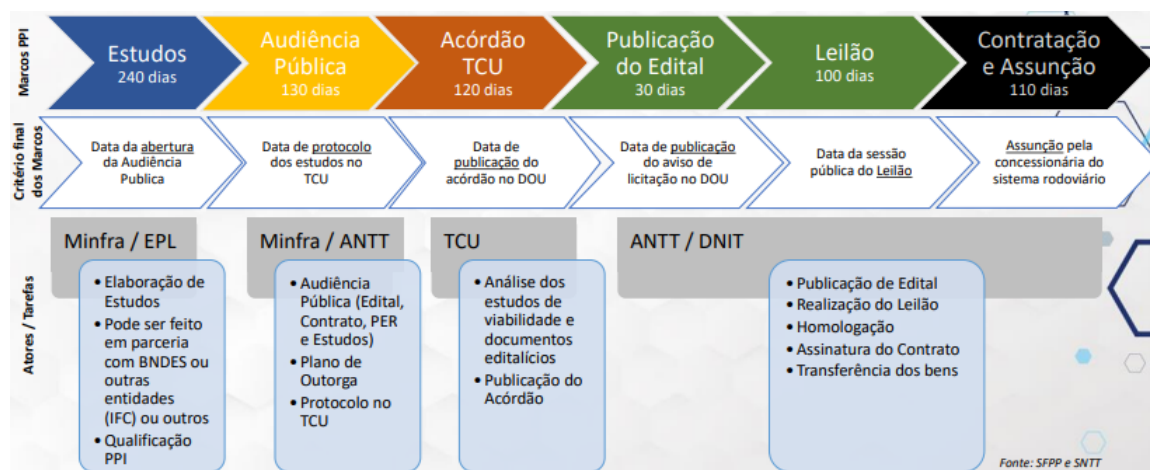 Marcos PPI
Estudos
240 dias
Audiência
Pública
130 dias
Acórdão
TCU
120 dias
Publicação
do Edital
30 dias
Leilão
100 dias
Contratação
e Assunção
110 dias
Critério final
dos Marcos
Data da abertura
da Audiência
Publica
Data de protocolo
dos estudos no
TCU
Data de
publicação do
acórdão no DOU
Data de publicação
do aviso de
licitação no DOU
Data da sessão
pública do Leilão
Assunção pela
concessionária do
sistema rodoviário
Atores / Tarefas
Minfra / EPL
• Elaboração de
Estudos
• Pode ser feito
em parceria
com BNDES ou
outras
entidades
(IFC) ou outros
• Qualificação
PPI
Minfra / ANTT
• Audiência
Pública (Edital,
Contrato, PER
e Estudos)
• Plano de
Outorga
• Protocolo no
TCU
TCU
• Análise dos
estudos de
viabilidade e
documentos
editalícios
• Publicação do
Acórdão
ANTT / DNIT
• Publicação de Edital
• Realização do Leilão
• Homologação
• Assinatura do Contrato
• Transferência dos bens
Fonte: SFPP e SNTT